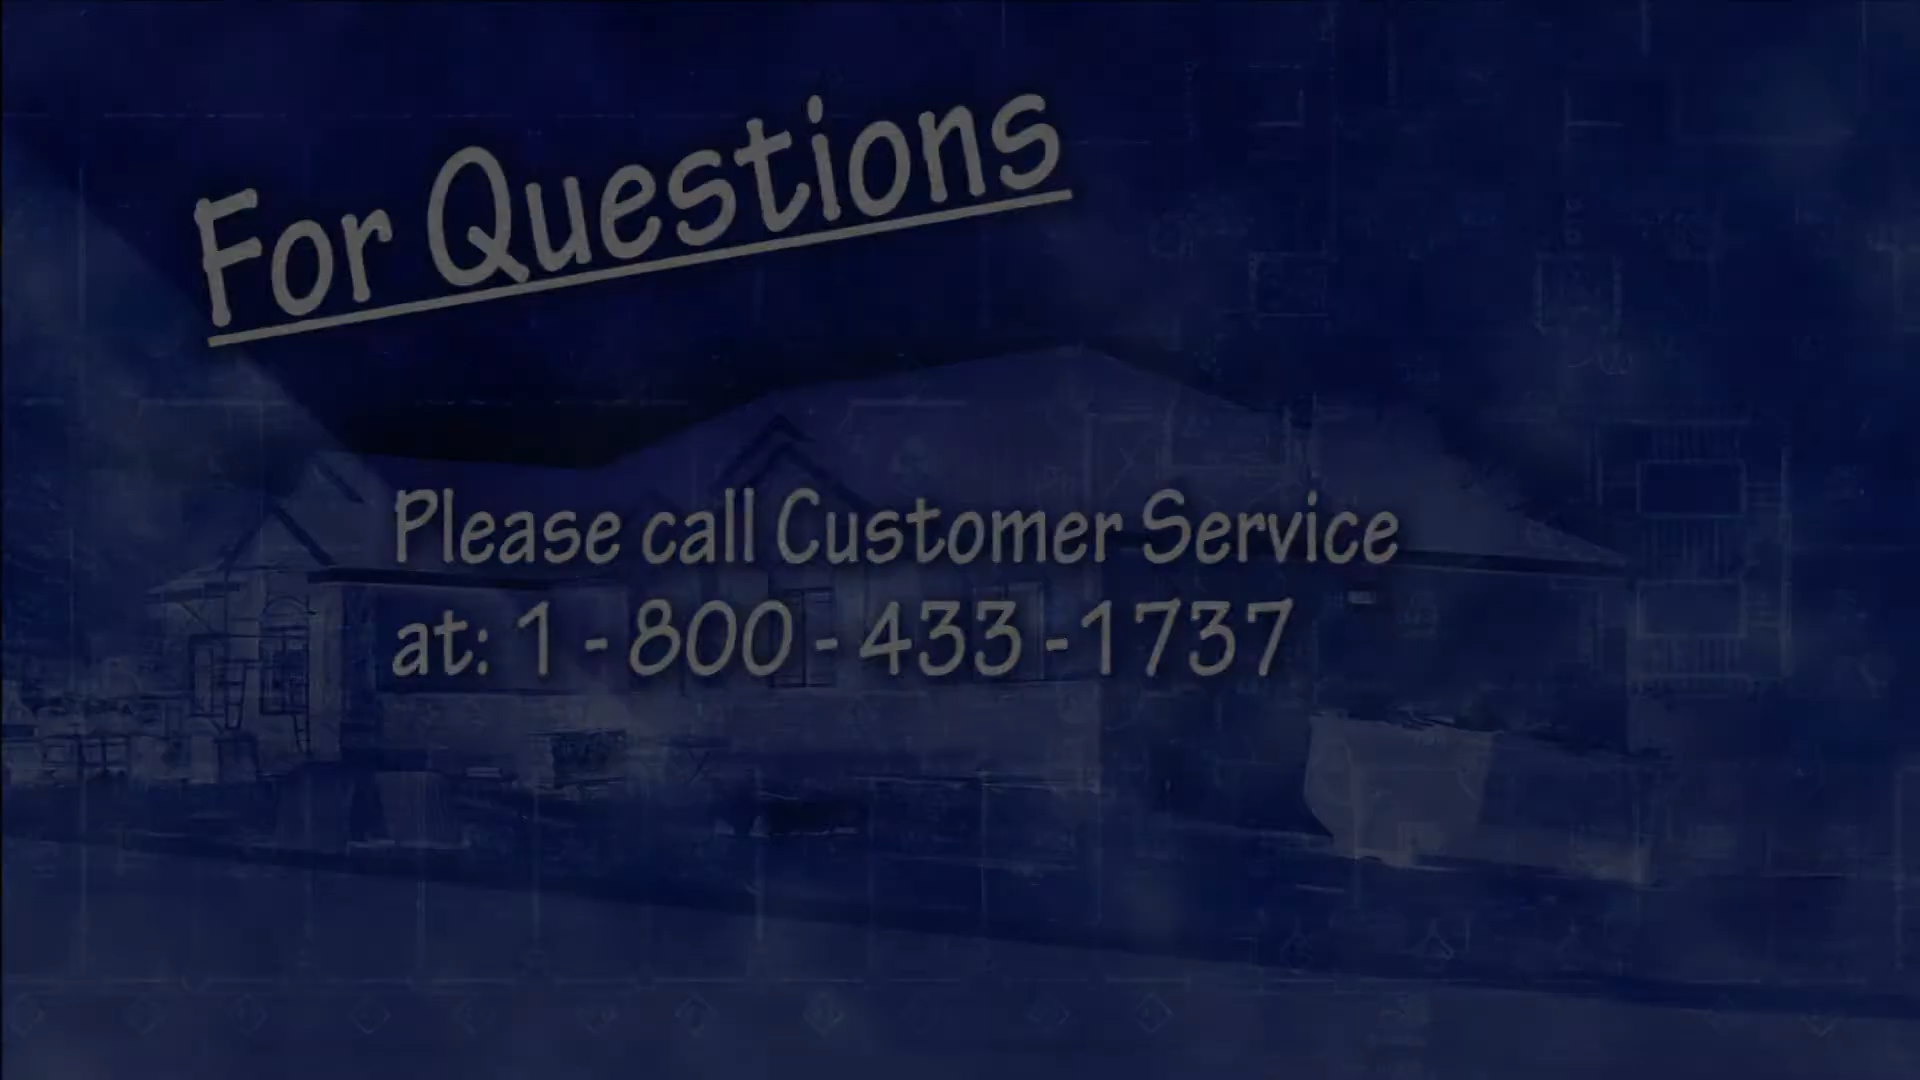 For Questions
Please call Customer Service
at: 1 - 800 - 433 - 1737